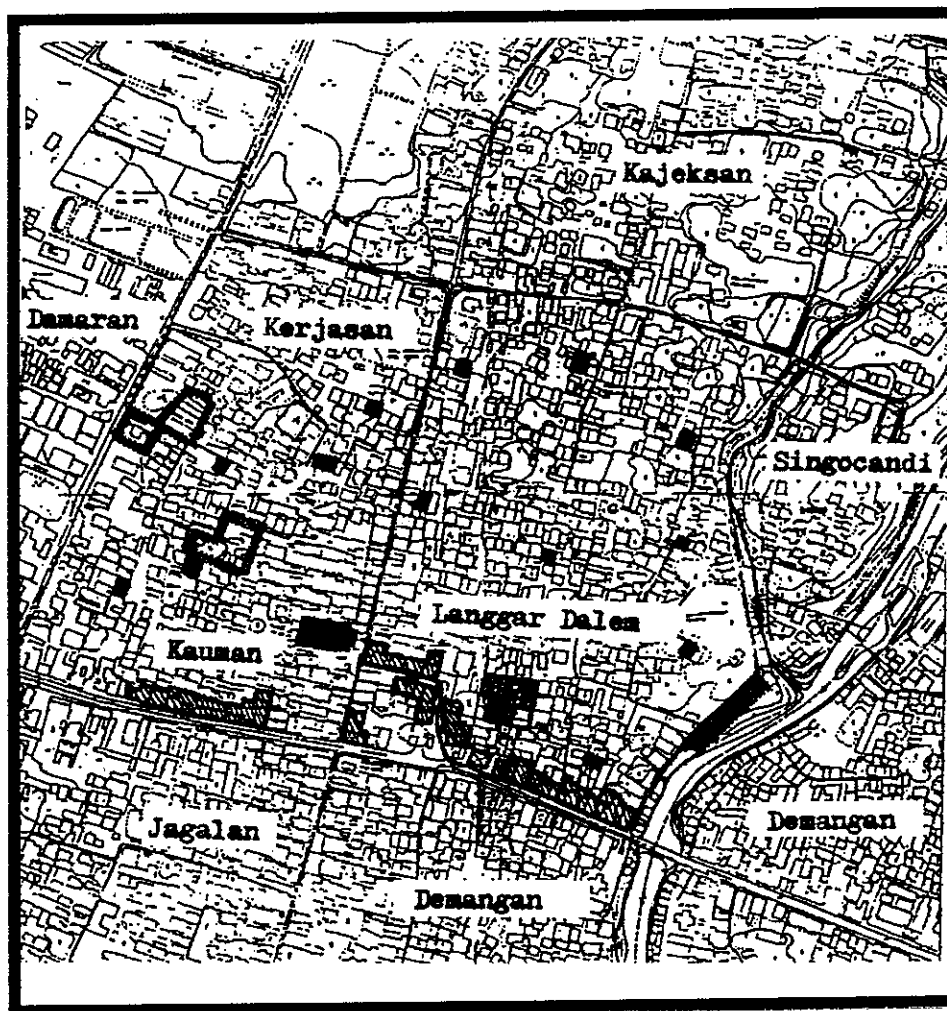 Kajeksan
Damaran
Kerjasan
Singocandi
Langgar Dalem
Kauman
Jagalan
Demangan
Demangan